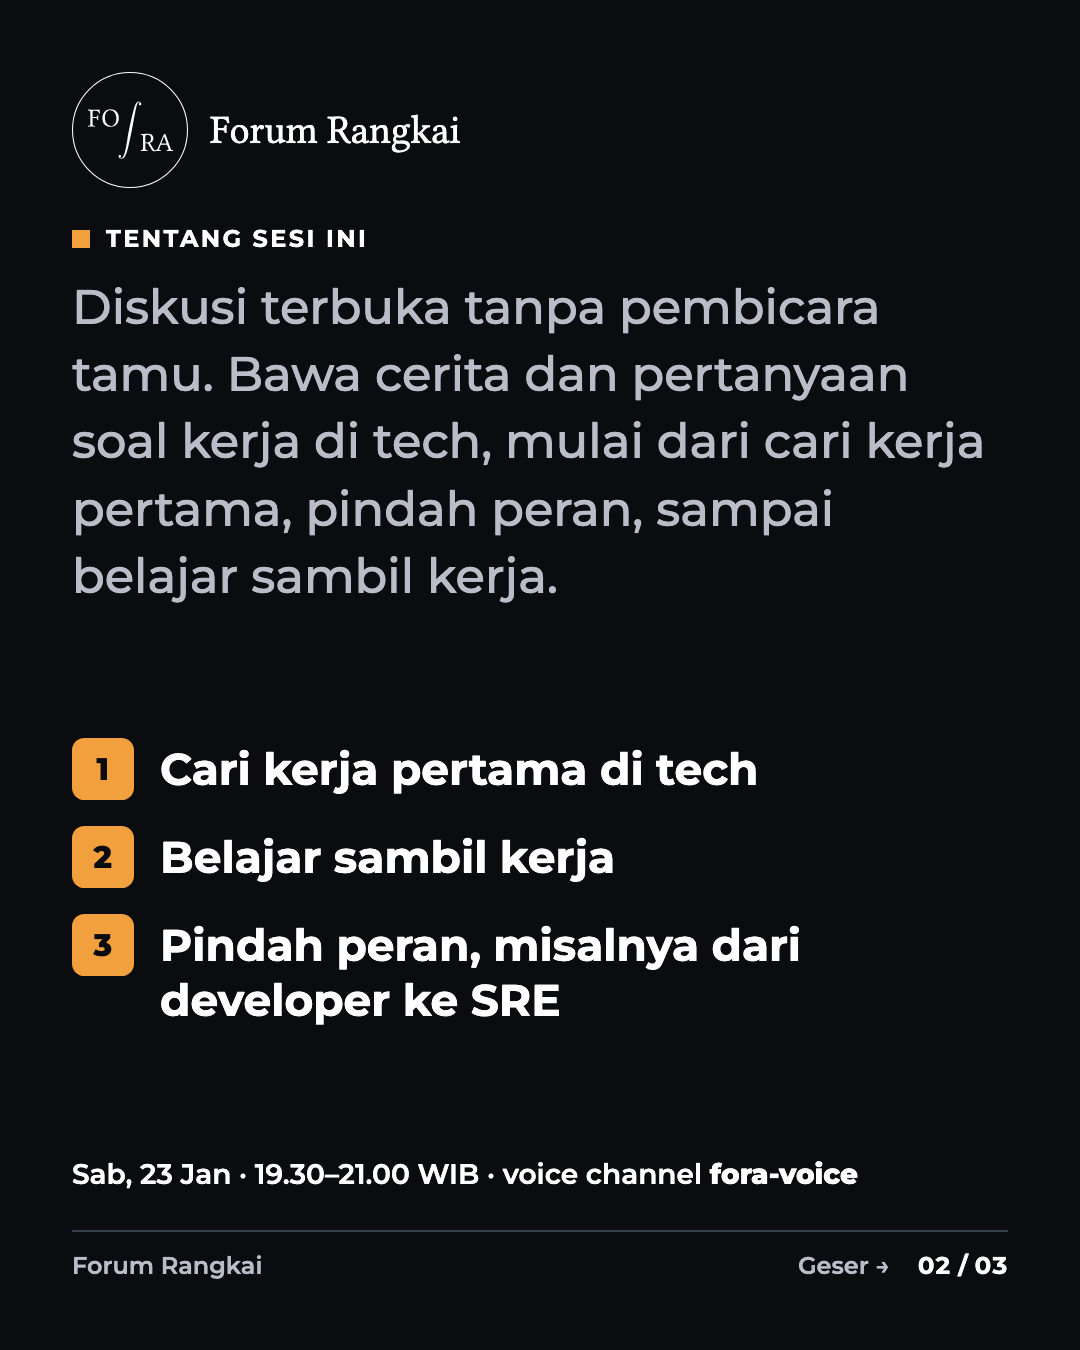 FO
RA
Forum Rangkai
TENTANG SESI INI
Diskusi terbuka tanpa pembicara
tamu. Bawa cerita dan pertanyaan
soal kerja di tech, mulai dari cari kerja
pertama, pindah peran, sampai
belajar sambil kerja.
1 Cari kerja pertama di tech
2 Belajar sambil kerja
3 Pindah peran, misalnya dari
developer ke SRE
Sab, 23 Jan · 19.30–21.00 WIB · voice channel fora-voice
Forum Rangkai Geser → 02 / 03